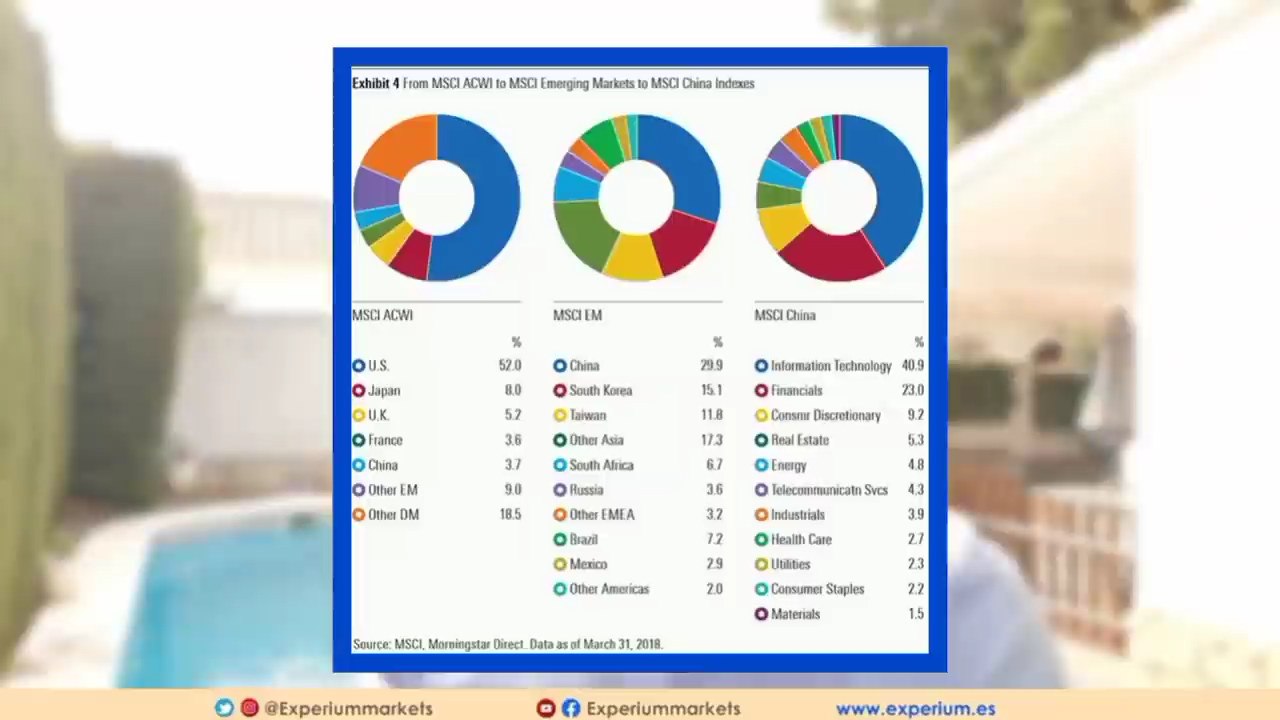 Exhibit 4 From MSCI ACWI to MSCI Emerging Markets to MSCI China Indexes
MSCI ACWI
%
U.S. 52.0
Japan 8.0
U.K. 5.2
France 3.6
China 3.7
Other EM 9.0
Other DM 18.5
MSCI EM
%
China 29.9
South Korea 15.1
Taiwan 11.8
Other Asia 17.3
South Africa 6.7
Russia 3.6
Other EMEA 3.2
Brazil 7.2
Mexico 2.9
Other Americas 2.0
MSCI China
%
Information Technology 40.9
Financials 23.0
Consmr Discretionary 9.2
Real Estate 5.3
Energy 4.8
Telecommunicatn Svcs 4.3
Industrials 3.9
Health Care 2.7
Utilities 2.3
Consumer Staples 2.2
Materials 1.5
Source: MSCI, Morningstar Direct. Data as of March 31, 2018.
@Experiummarkets
Experiummarkets
www.experium.es